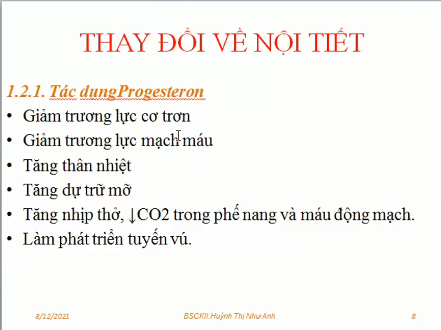 THAY ĐỔI VỀ NỘI TIẾT
1.2.1. Tác dụngProgesteron
• Giảm trương lực cơ trơn
• Giảm trương lực mạch máu
• Tăng thân nhiệt
• Tăng dự trữ mỡ
• Tăng nhịp thở, ↓CO2 trong phế nang và máu động mạch.
• Làm phát triển tuyến vú.
8/12/2021 BSCKII.Huỳnh Thị Như Anh 8